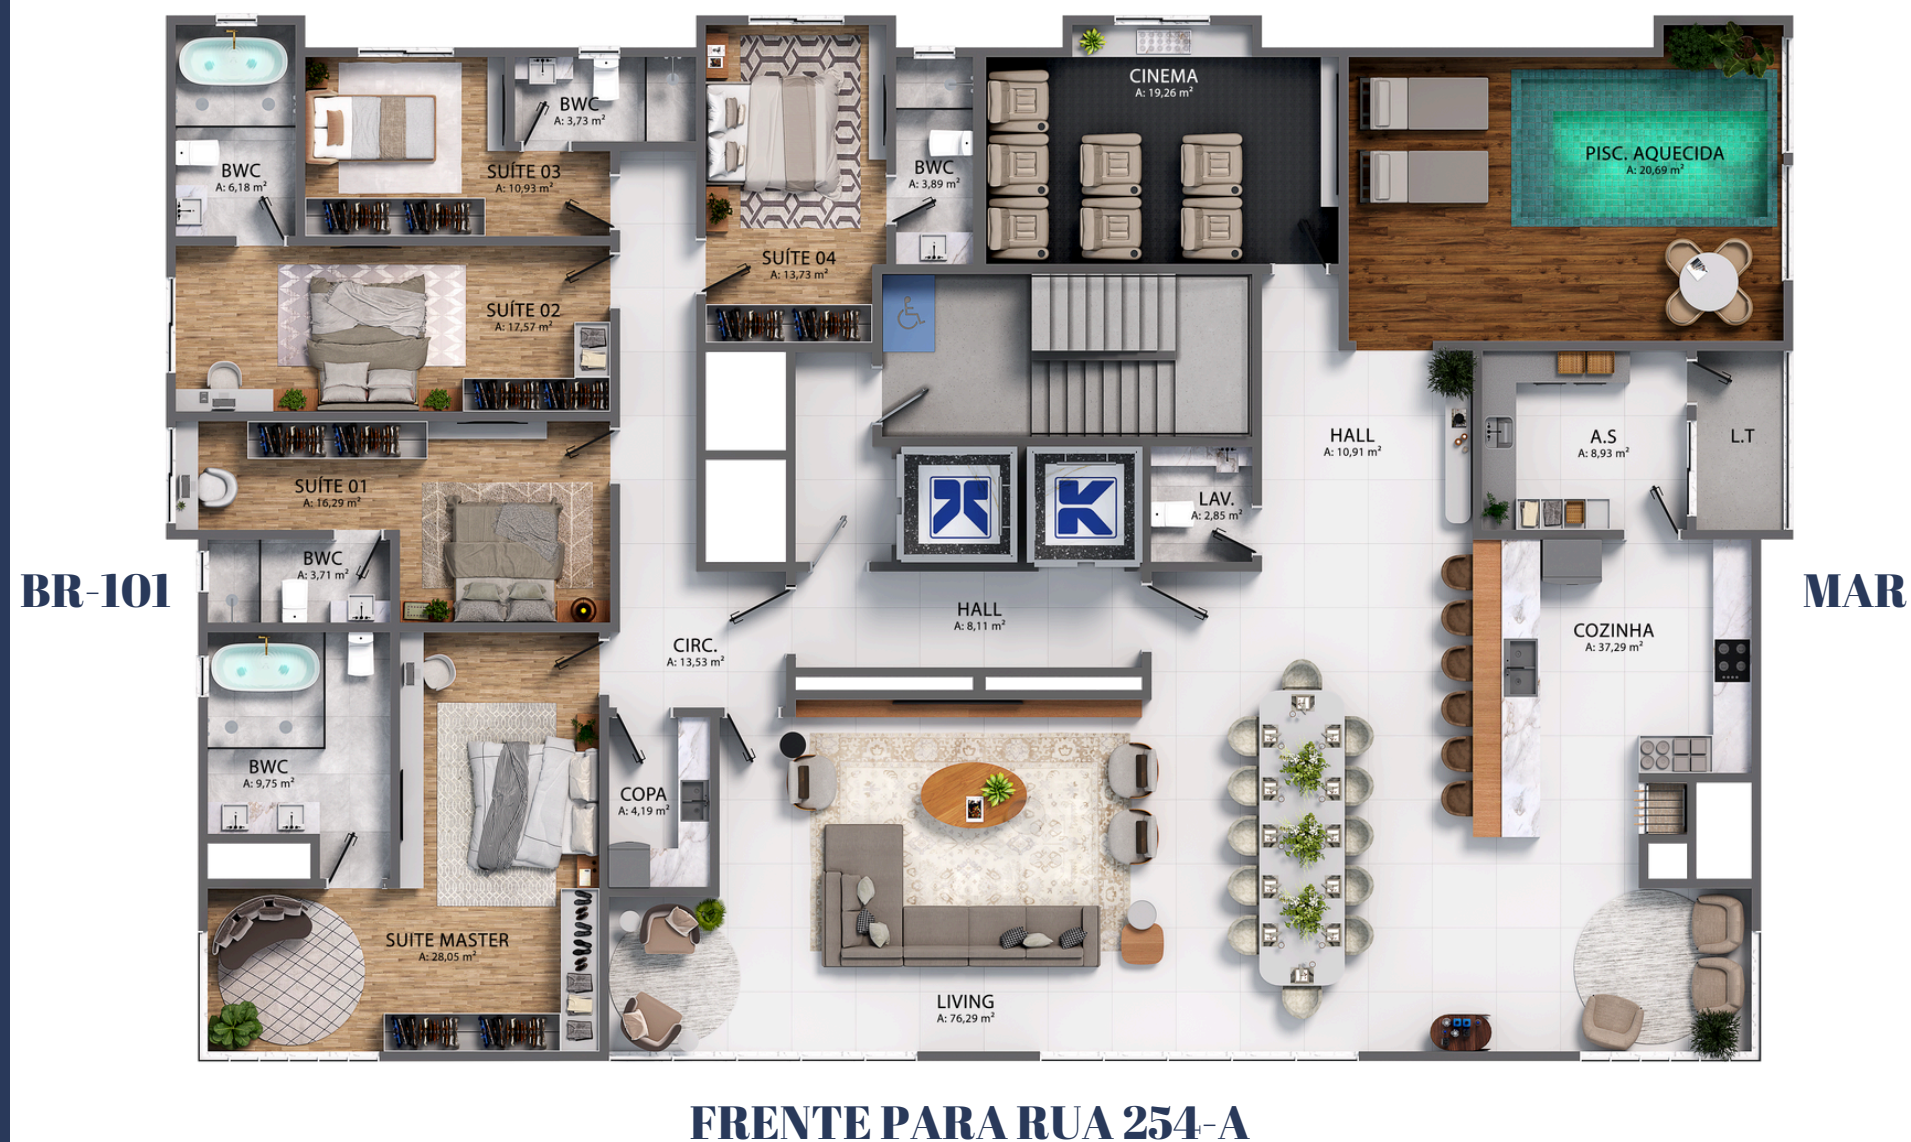 CINEMA
A: 19,26 m²
BWC
A: 3,73 m²
PISC. AQUECIDA
A: 20,69 m²
BWC
A: 6,18 m²
SUÍTE 03
A: 10,93 m²
BWC
A: 3,89 m²
SUÍTE 04
A: 13,73 m²
SUÍTE 02
A: 17,57 m²
HALL
A: 10,91 m²
A.S
A: 8,93 m²
L.T
SUÍTE 01
A: 16,29 m²
LAV.
A: 2,85 m²
BWC
A: 3,71 m²
BR-101
MAR
HALL
A: 8,11 m²
COZINHA
A: 37,29 m²
CIRC.
A: 13,53 m²
BWC
A: 9,75 m²
COPA
A: 4,19 m²
SUITE MASTER
A: 28,05 m²
LIVING
A: 76,29 m²
FRENTE PARA RUA 254-A